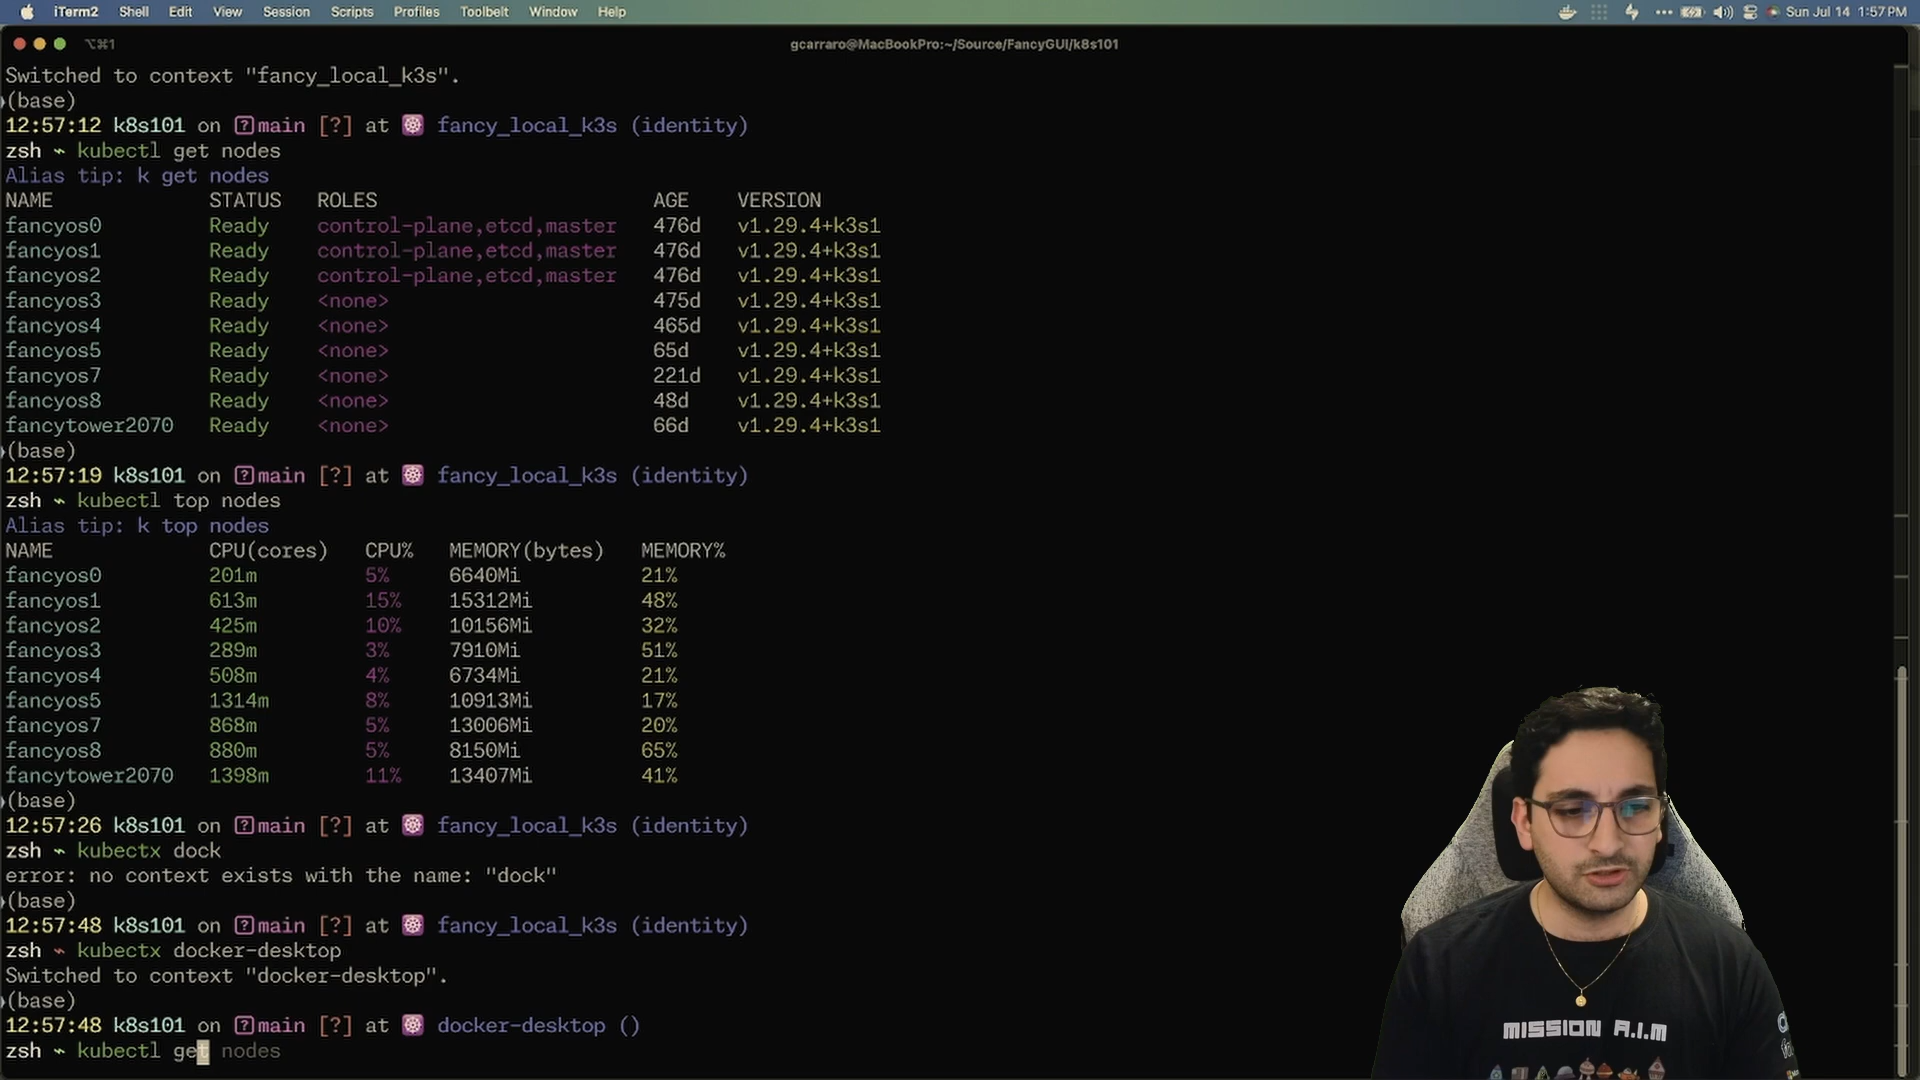 iTerm2 Shell Edit View Session Scripts Profiles Toolbelt Window Help Sun Jul 14 1:57 PM
⌥⌘1 gcarraro@MacBookPro:~/Source/FancyGUI/k8s101
Switched to context "fancy_local_k3s".
(base)
12:57:12 k8s101 on main [?] at fancy_local_k3s (identity)
zsh ~ kubectl get nodes
Alias tip: k get nodes
NAME STATUS ROLES AGE VERSION
fancyos0 Ready control-plane,etcd,master 476d v1.29.4+k3s1
fancyos1 Ready control-plane,etcd,master 476d v1.29.4+k3s1
fancyos2 Ready control-plane,etcd,master 476d v1.29.4+k3s1
fancyos3 Ready <none> 475d v1.29.4+k3s1
fancyos4 Ready <none> 465d v1.29.4+k3s1
fancyos5 Ready <none> 65d v1.29.4+k3s1
fancyos7 Ready <none> 221d v1.29.4+k3s1
fancyos8 Ready <none> 48d v1.29.4+k3s1
fancytower2070 Ready <none> 66d v1.29.4+k3s1
(base)
12:57:19 k8s101 on main [?] at fancy_local_k3s (identity)
zsh ~ kubectl top nodes
Alias tip: k top nodes
NAME CPU(cores) CPU% MEMORY(bytes) MEMORY%
fancyos0 201m 5% 6640Mi 21%
fancyos1 613m 15% 15312Mi 48%
fancyos2 425m 10% 10156Mi 32%
fancyos3 289m 3% 7910Mi 51%
fancyos4 508m 4% 6734Mi 21%
fancyos5 1314m 8% 10913Mi 17%
fancyos7 868m 5% 13006Mi 20%
fancyos8 880m 5% 8150Mi 65%
fancytower2070 1398m 11% 13407Mi 41%
(base)
12:57:26 k8s101 on main [?] at fancy_local_k3s (identity)
zsh ~ kubectx dock
error: no context exists with the name: "dock"
(base)
12:57:48 k8s101 on main [?] at fancy_local_k3s (identity)
zsh ~ kubectx docker-desktop
Switched to context "docker-desktop".
(base)
12:57:48 k8s101 on main [?] at docker-desktop ()
zsh ~ kubectl get nodes
MISSION A.I.M